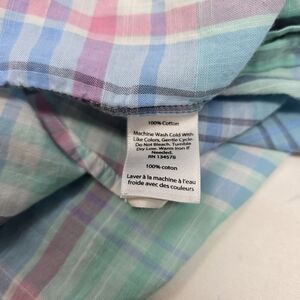 100% Cotton
Machine Wash Cold With
Like Colors, Gentle Cycle.
Do Not Bleach. Tumble
Dry Low. Warm Iron If
Needed.
RN 134576
100% coton
Laver à la machine à l'eau
froide avec des couleurs